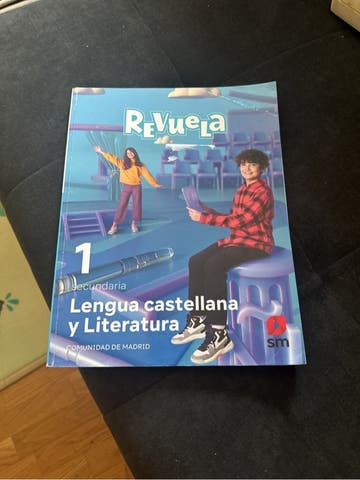 REVUELA
1
secundaria
Lengua castellana
y Literatura
COMUNIDAD DE MADRID
sm